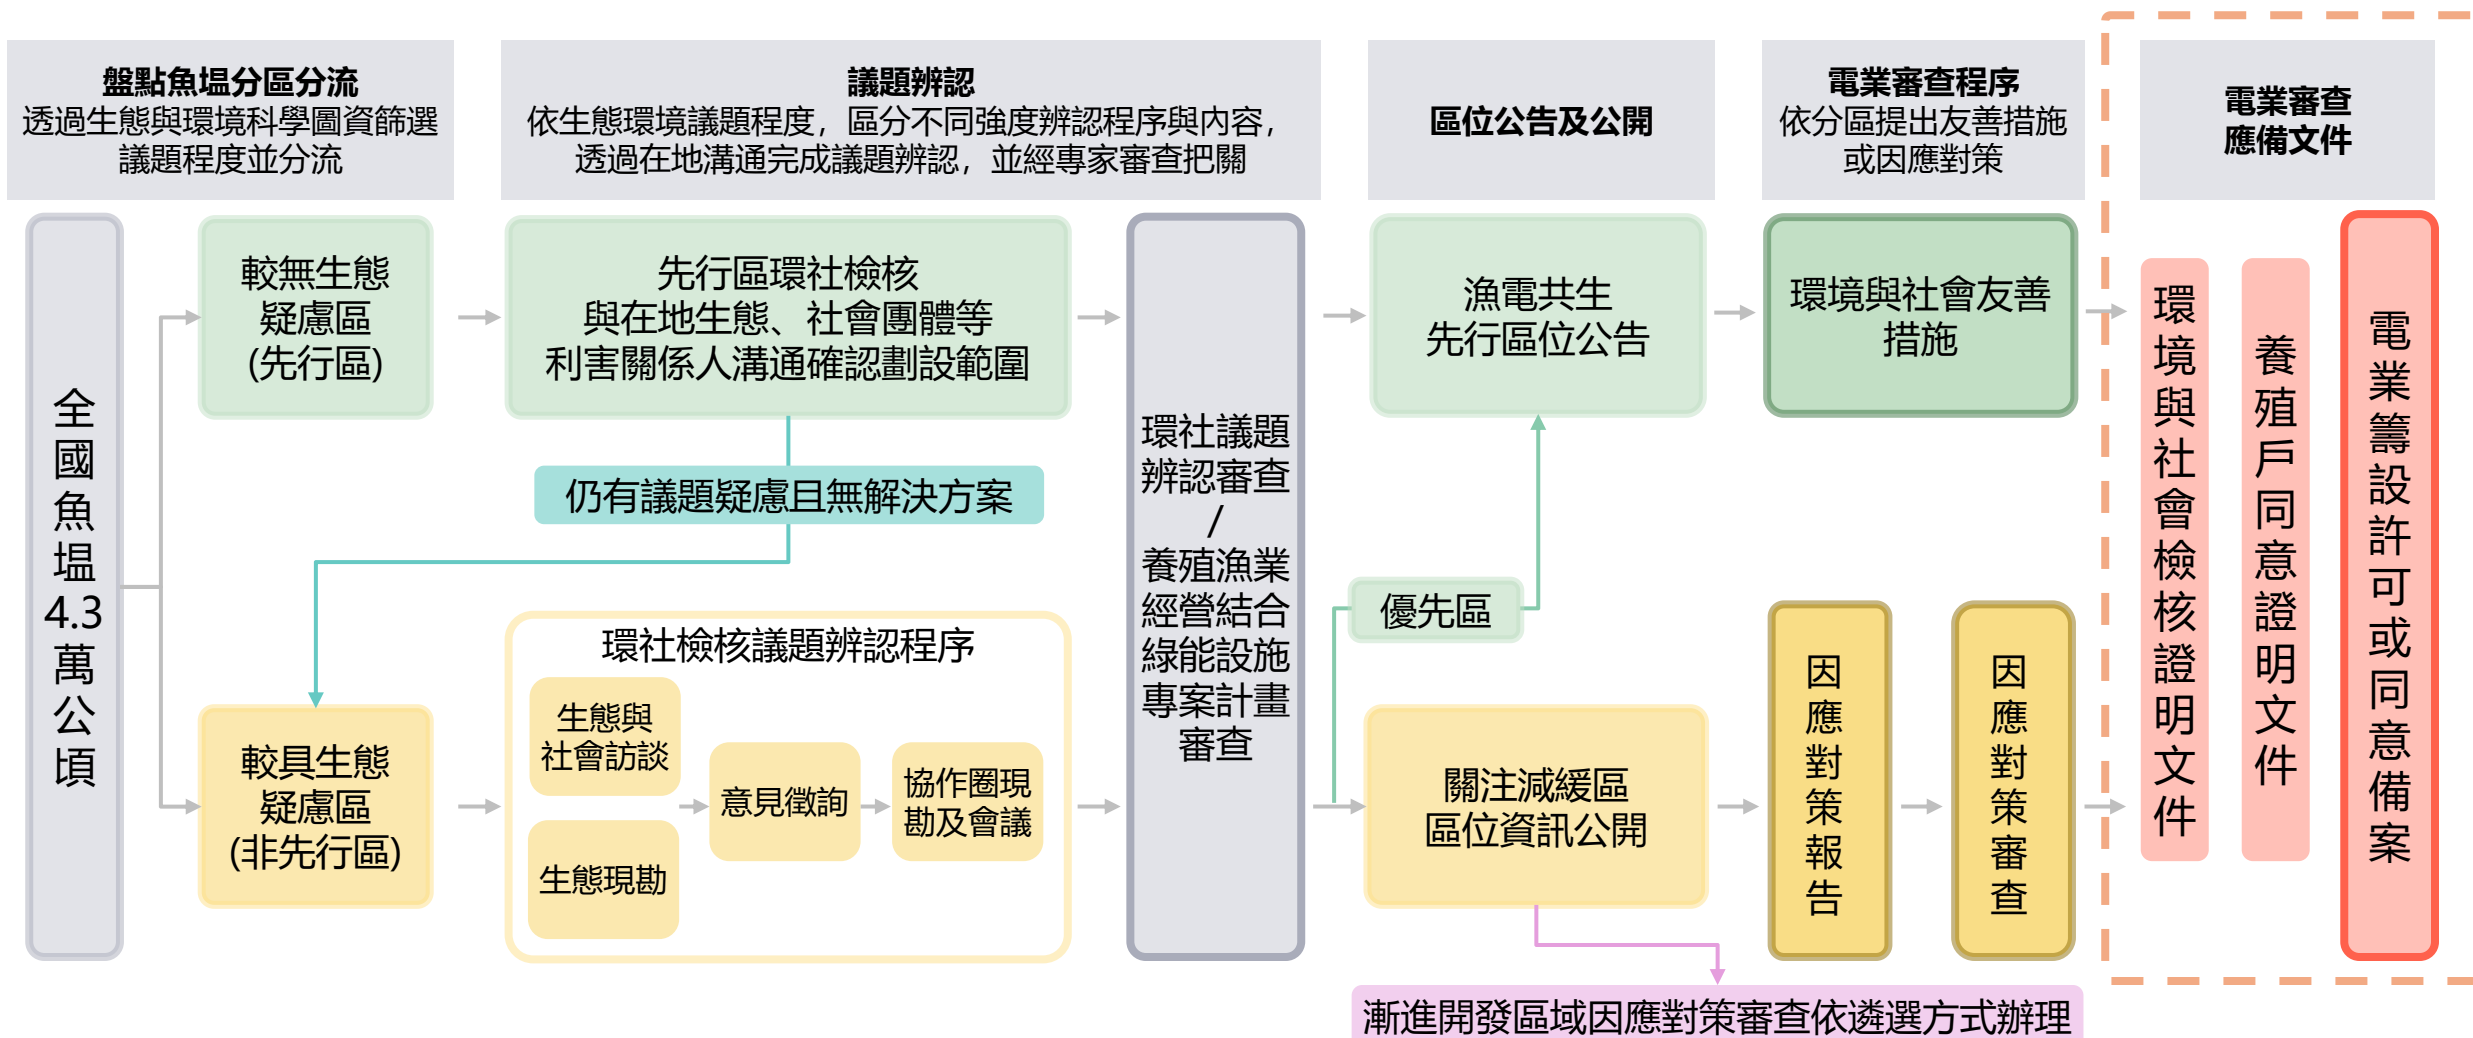 盤點魚塭分區分流
透過生態與環境科學圖資篩選
議題程度並分流
議題辨認
依生態環境議題程度，區分不同強度辨認程序與內容，
透過在地溝通完成議題辨認，並經專家審查把關
區位公告及公開
電業審查程序
依分區提出友善措施
或因應對策
電業審查
應備文件
全國魚塭4.3萬公頃
較無生態
疑慮區
(先行區)
先行區環社檢核
與在地生態、社會團體等
利害關係人溝通確認劃設範圍
仍有議題疑慮且無解決方案
較具生態
疑慮區
(非先行區)
環社檢核議題辨認程序
生態與
社會訪談
生態現勘
意見徵詢
協作圈現
勘及會議
環社議題
辨認審查
/
養殖漁業
經營結合
綠能設施
專案計畫
審查
漁電共生
先行區位公告
優先區
關注減緩區
區位資訊公開
環境與社會友善
措施
因應對策報告
因應對策審查
漸進開發區域因應對策審查依遴選方式辦理
環境與社會檢核證明文件
養殖戶同意證明文件
電業籌設許可或同意備案